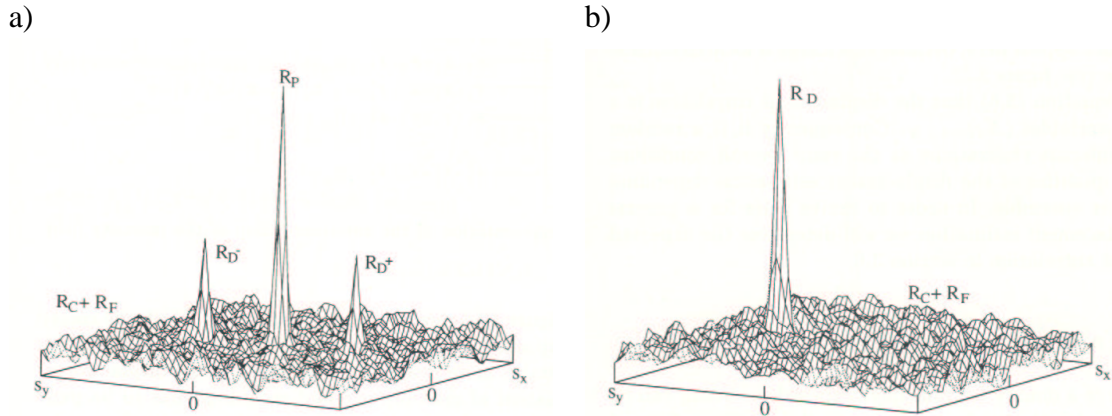 a)
b)
R_P
R_D
R_D-
R_D+
R_C + R_F
R_C + R_F
s_y
0
0
s_x
s_y
0
0
s_x